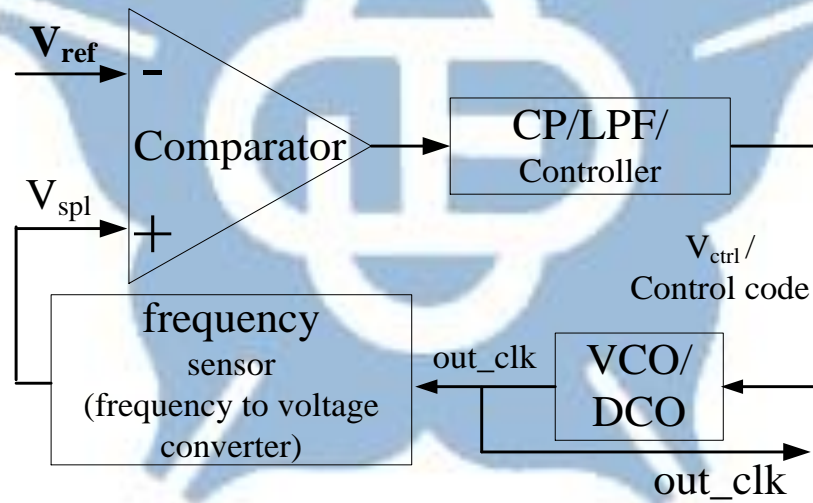 Vref
-
Comparator
Vspl
+
CP/LPF/
Controller
Vctrl /
Control code
frequency
sensor
(frequency to voltage
converter)
out_clk
VCO/
DCO
out_clk